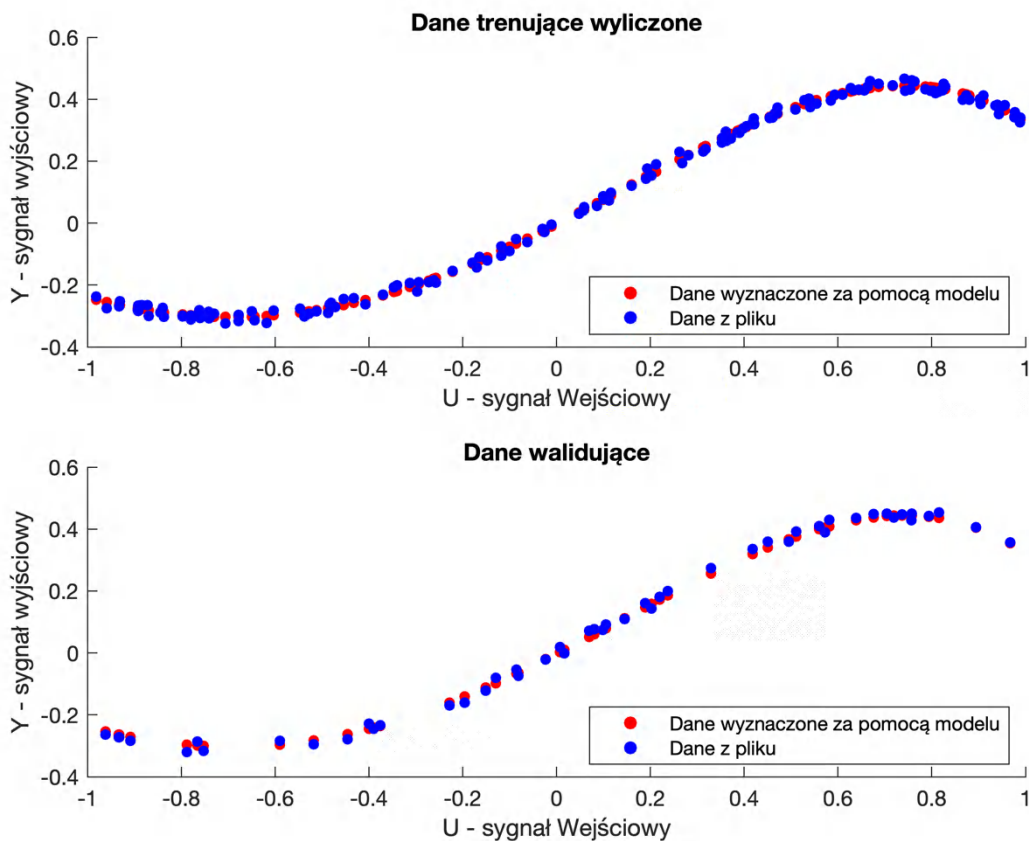 Dane trenujące wyliczone
0.6
0.4
0.2
0
-0.2
-0.4
Y - sygnał wyjściowy
Dane wyznaczone za pomocą modelu
Dane z pliku
-1 -0.8 -0.6 -0.4 -0.2 0 0.2 0.4 0.6 0.8 1
U - sygnał Wejściowy
Dane walidujące
0.6
0.4
0.2
0
-0.2
-0.4
Y - sygnał wyjściowy
Dane wyznaczone za pomocą modelu
Dane z pliku
-1 -0.8 -0.6 -0.4 -0.2 0 0.2 0.4 0.6 0.8 1
U - sygnał Wejściowy